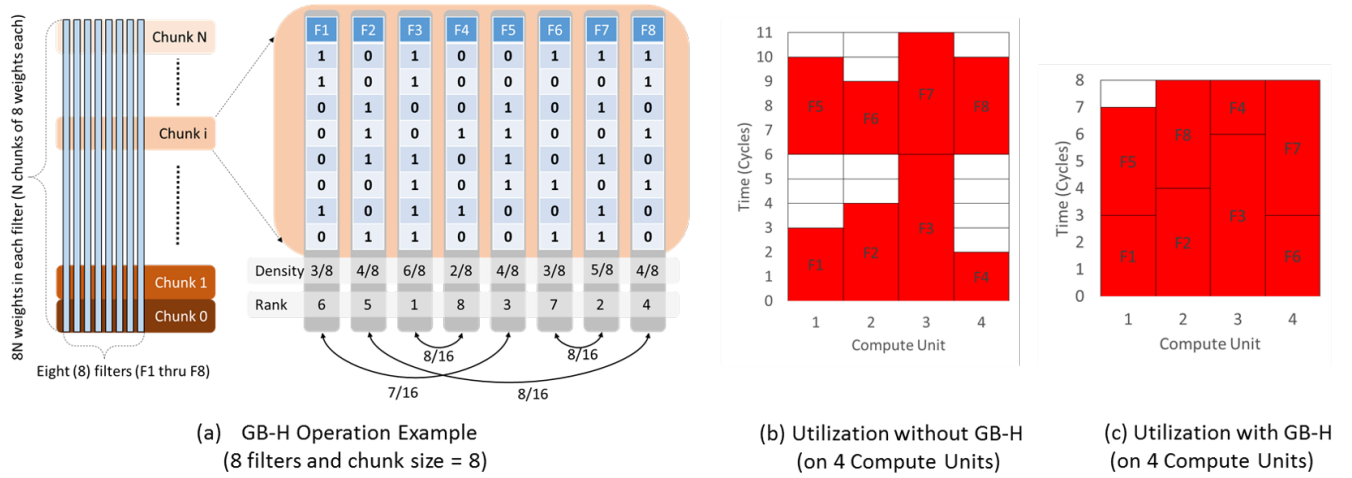 8N weights in each filter (N chunks of 8 weights each)
Chunk N
Chunk i
Chunk 1
Chunk 0
Eight (8) filters (F1 thru F8)
F1 F2 F3 F4 F5 F6 F7 F8
1 0 1 0 0 1 1 1
1 0 1 0 0 0 0 1
0 1 0 0 1 0 1 0
0 1 0 1 1 0 0 1
0 1 1 0 1 0 1 0
0 0 1 0 1 1 0 1
1 0 1 1 0 0 1 0
0 1 1 0 0 1 1 0
Density 3/8 4/8 6/8 2/8 4/8 3/8 5/8 4/8
Rank 6 5 1 8 3 7 2 4
8/16
8/16
7/16
8/16
(a) GB-H Operation Example
(8 filters and chunk size = 8)
Time (Cycles)
11
10
9
8
7
6
5
4
3
2
1
0
F5
F6
F7
F8
F1
F2
F3
F4
1 2 3 4
Compute Unit
(b) Utilization without GB-H
(on 4 Compute Units)
Time (Cycles)
8
7
6
5
4
3
2
1
0
F5
F8
F4
F7
F1
F2
F3
F6
1 2 3 4
Compute Unit
(c) Utilization with GB-H
(on 4 Compute Units)